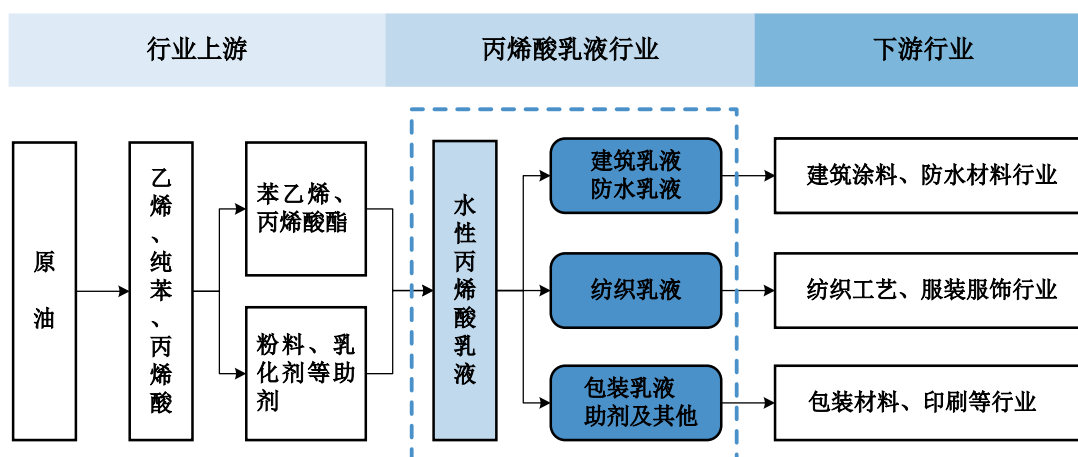 行业上游
丙烯酸乳液行业
下游行业
原油
乙烯、纯苯、丙烯酸
苯乙烯、
丙烯酸酯
粉料、乳
化剂等助
剂
水性丙烯酸乳液
建筑乳液
防水乳液
纺织乳液
包装乳液
助剂及其他
建筑涂料、防水材料行业
纺织工艺、服装服饰行业
包装材料、印刷等行业